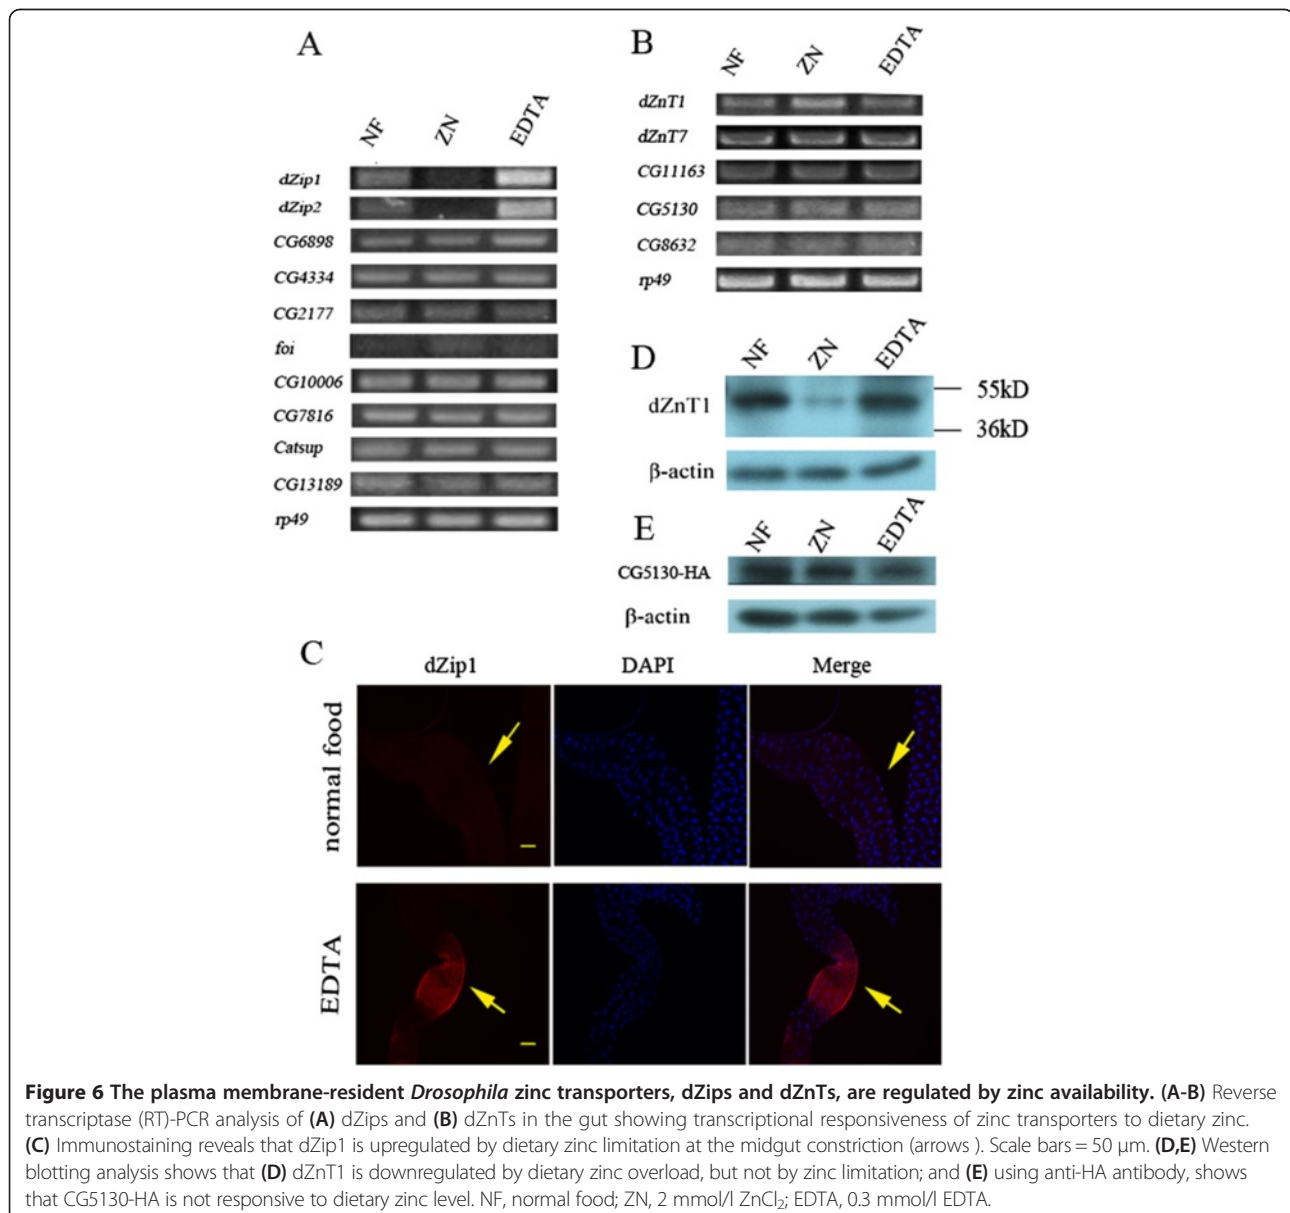 A
NF ZN EDTA
dZip1
dZip2
CG6898
CG4334
CG2177
foi
CG10006
CG7816
Catsup
CG13189
rp49
B
NF ZN EDTA
dZnT1
dZnT7
CG11163
CG5130
CG8632
rp49
D
NF ZN EDTA
dZnT1
55kD
36kD
β-actin
E
NF ZN EDTA
CG5130-HA
β-actin
C
dZip1 DAPI Merge
normal food
EDTA
Figure 6 The plasma membrane-resident Drosophila zinc transporters, dZips and dZnTs, are regulated by zinc availability. (A-B) Reverse
transcriptase (RT)-PCR analysis of (A) dZips and (B) dZnTs in the gut showing transcriptional responsiveness of zinc transporters to dietary zinc.
(C) Immunostaining reveals that dZip1 is upregulated by dietary zinc limitation at the midgut constriction (arrows ). Scale bars = 50 μm. (D,E) Western
blotting analysis shows that (D) dZnT1 is downregulated by dietary zinc overload, but not by zinc limitation; and (E) using anti-HA antibody, shows
that CG5130-HA is not responsive to dietary zinc level. NF, normal food; ZN, 2 mmol/l ZnCl₂; EDTA, 0.3 mmol/l EDTA.